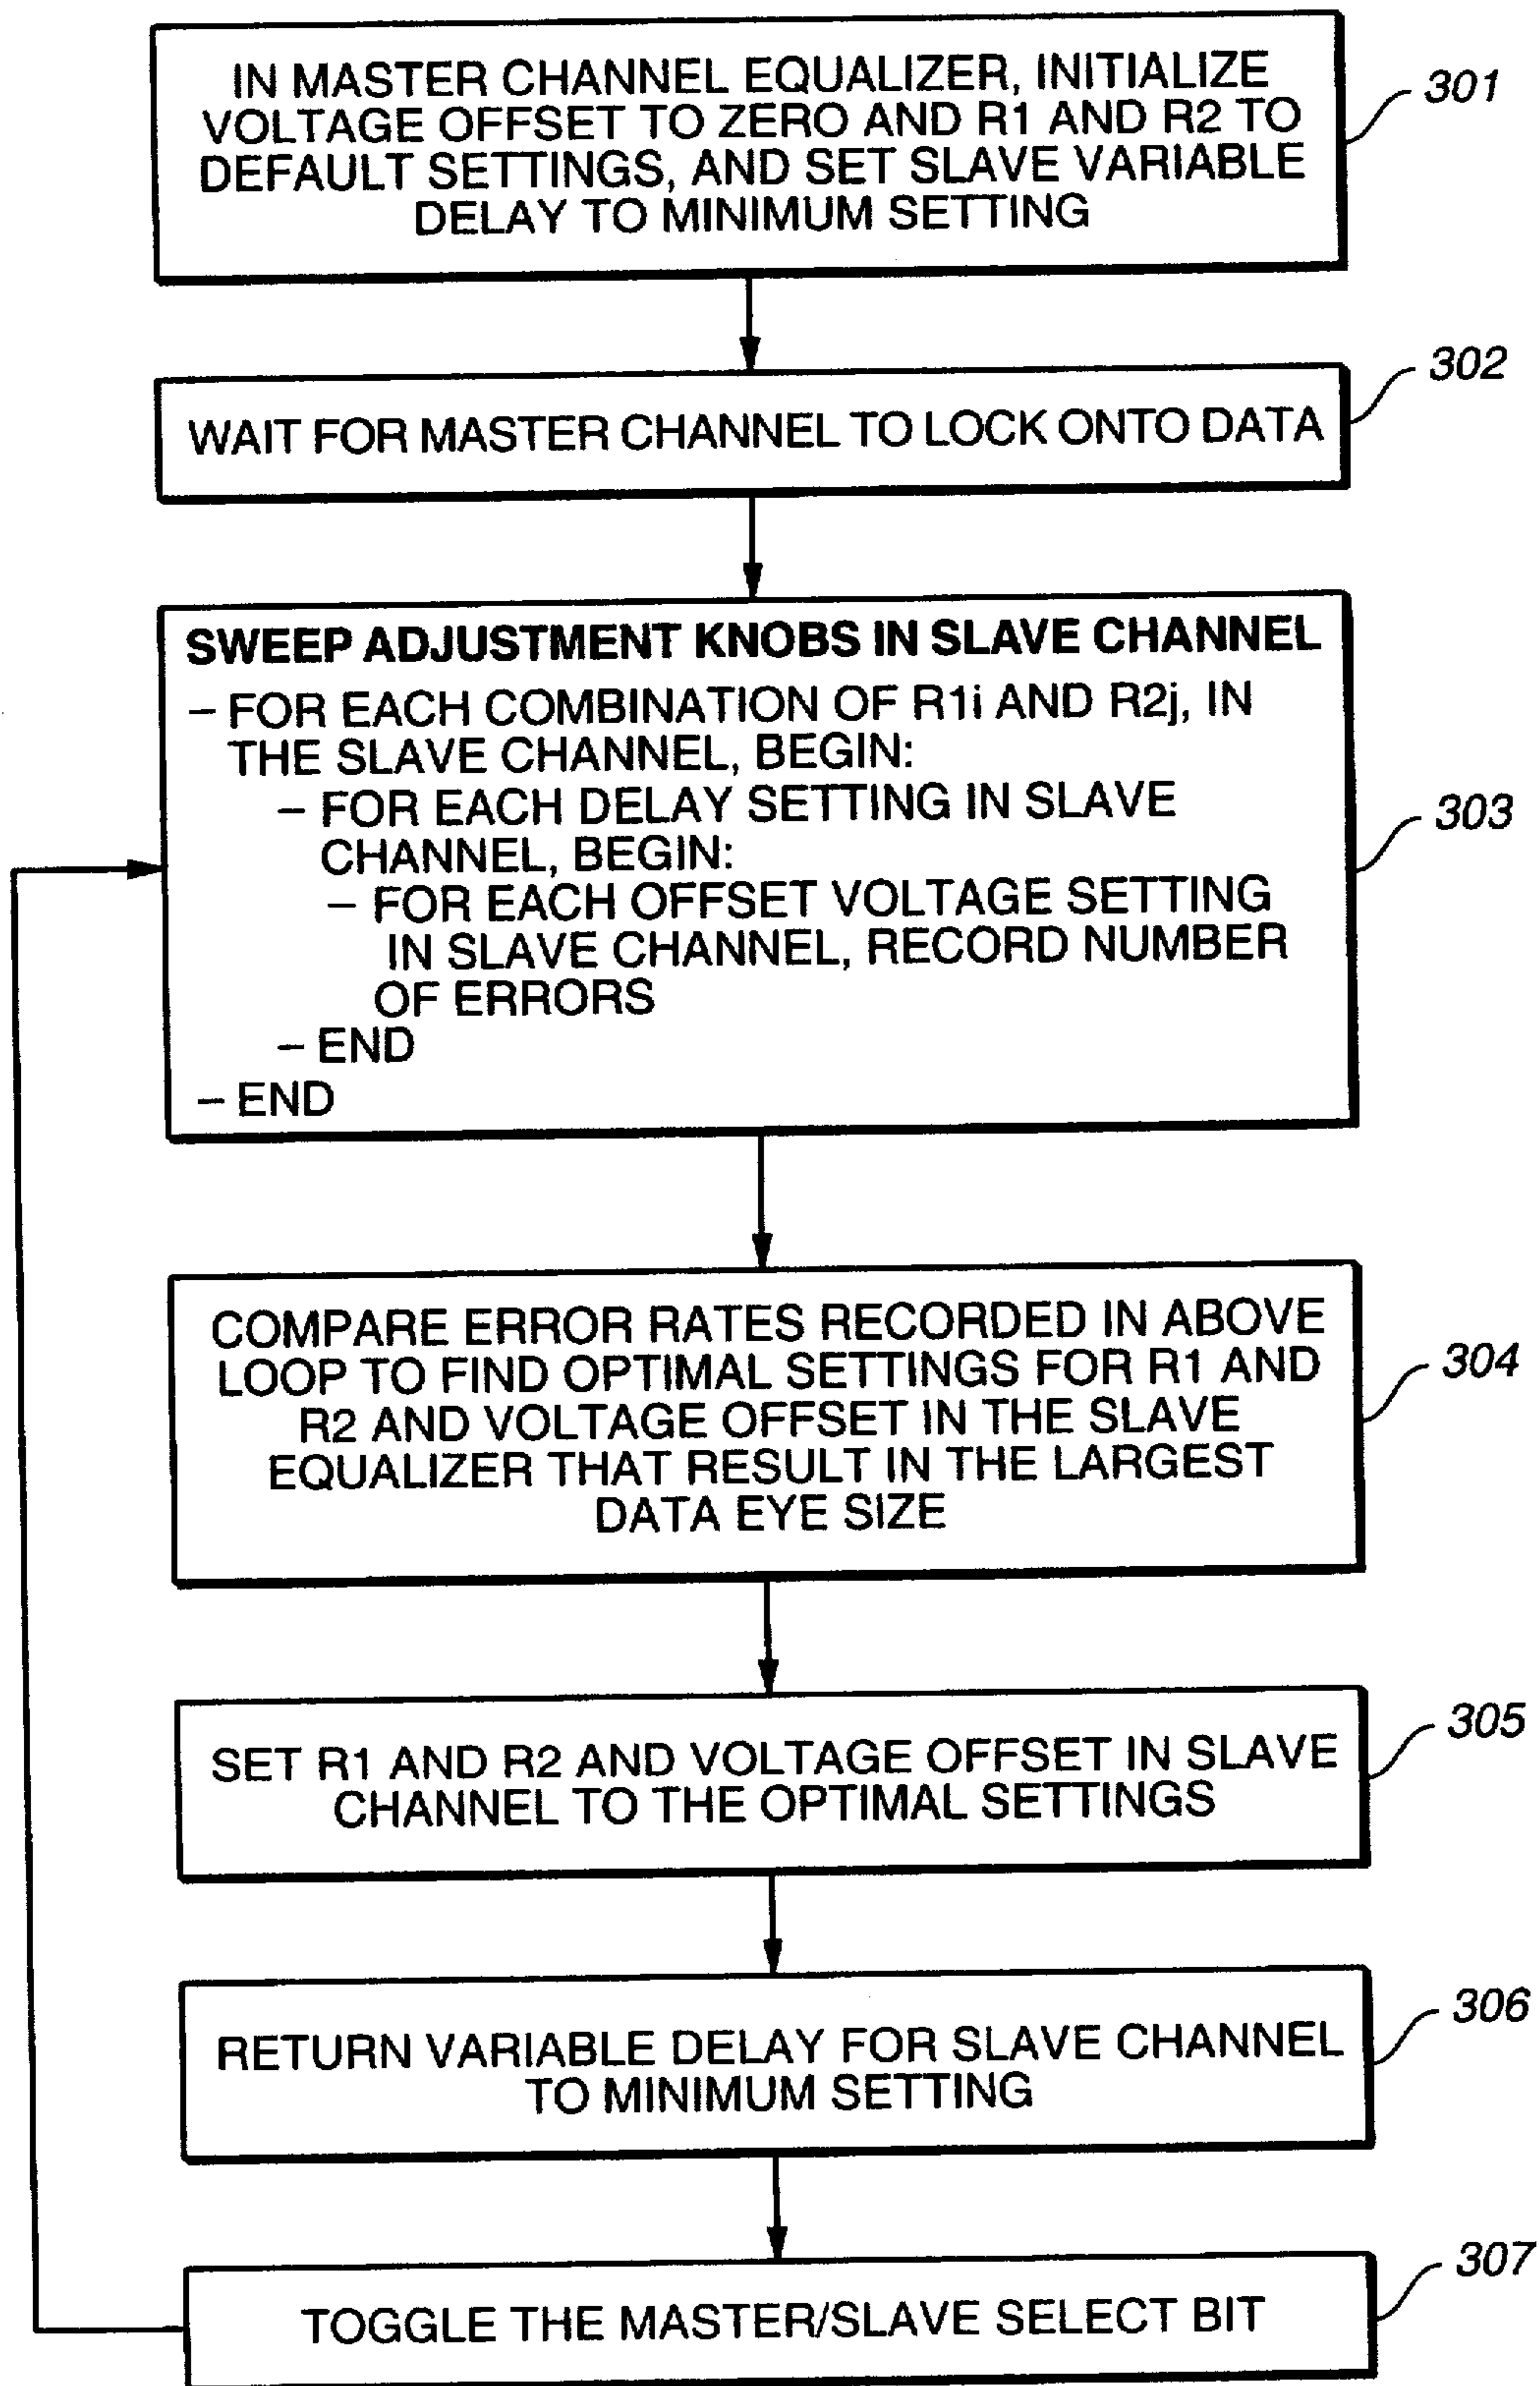 IN MASTER CHANNEL EQUALIZER, INITIALIZE
VOLTAGE OFFSET TO ZERO AND R1 AND R2 TO
DEFAULT SETTINGS, AND SET SLAVE VARIABLE
DELAY TO MINIMUM SETTING
301
WAIT FOR MASTER CHANNEL TO LOCK ONTO DATA
302
SWEEP ADJUSTMENT KNOBS IN SLAVE CHANNEL
– FOR EACH COMBINATION OF R1i AND R2j, IN
THE SLAVE CHANNEL, BEGIN:
– FOR EACH DELAY SETTING IN SLAVE
CHANNEL, BEGIN:
– FOR EACH OFFSET VOLTAGE SETTING
IN SLAVE CHANNEL, RECORD NUMBER
OF ERRORS
– END
– END
303
COMPARE ERROR RATES RECORDED IN ABOVE
LOOP TO FIND OPTIMAL SETTINGS FOR R1 AND
R2 AND VOLTAGE OFFSET IN THE SLAVE
EQUALIZER THAT RESULT IN THE LARGEST
DATA EYE SIZE
304
SET R1 AND R2 AND VOLTAGE OFFSET IN SLAVE
CHANNEL TO THE OPTIMAL SETTINGS
305
RETURN VARIABLE DELAY FOR SLAVE CHANNEL
TO MINIMUM SETTING
306
TOGGLE THE MASTER/SLAVE SELECT BIT
307